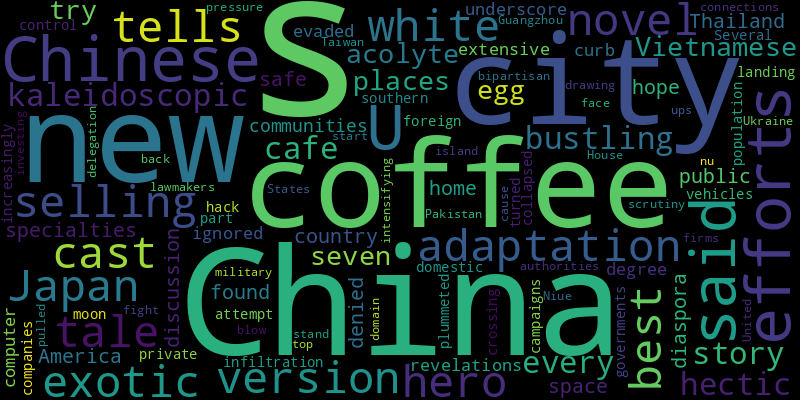 try
tells
pressure
control
Chinese
kaleidoscopic
S
evaded
Taiwan
white
acolyte
underscore
Guangzhou
extensive
novel
connections
Thailand
Several
curb
Vietnamese
safe
places
city
bipartisan
egg
drawing
hope
landing
southern
communities
start
U
foreign
face
ups
population
Ukraine
new
delegation
increasingly
investing
back
lawmakers
cafe
coffee
island
bustling
House
nu
public
efforts
selling
hack
States
intensifying
home
Pakistan
cause
turned
collapsed
scrutiny
vehicles
specialties
part
ignored
country
cast
discussion
seven
adaptation
said
firms
military
China
domestic
authorities
degree
Japan
moon
found
attempt
denied
plummeted
crossing
campaigns
Niue
governments
best
diaspora
United
computer
companies
pulled
tale
fight
blow
stand
top
domain
America
private
infiltration
revelations
every
story
exotic
version
hero
space
hectic